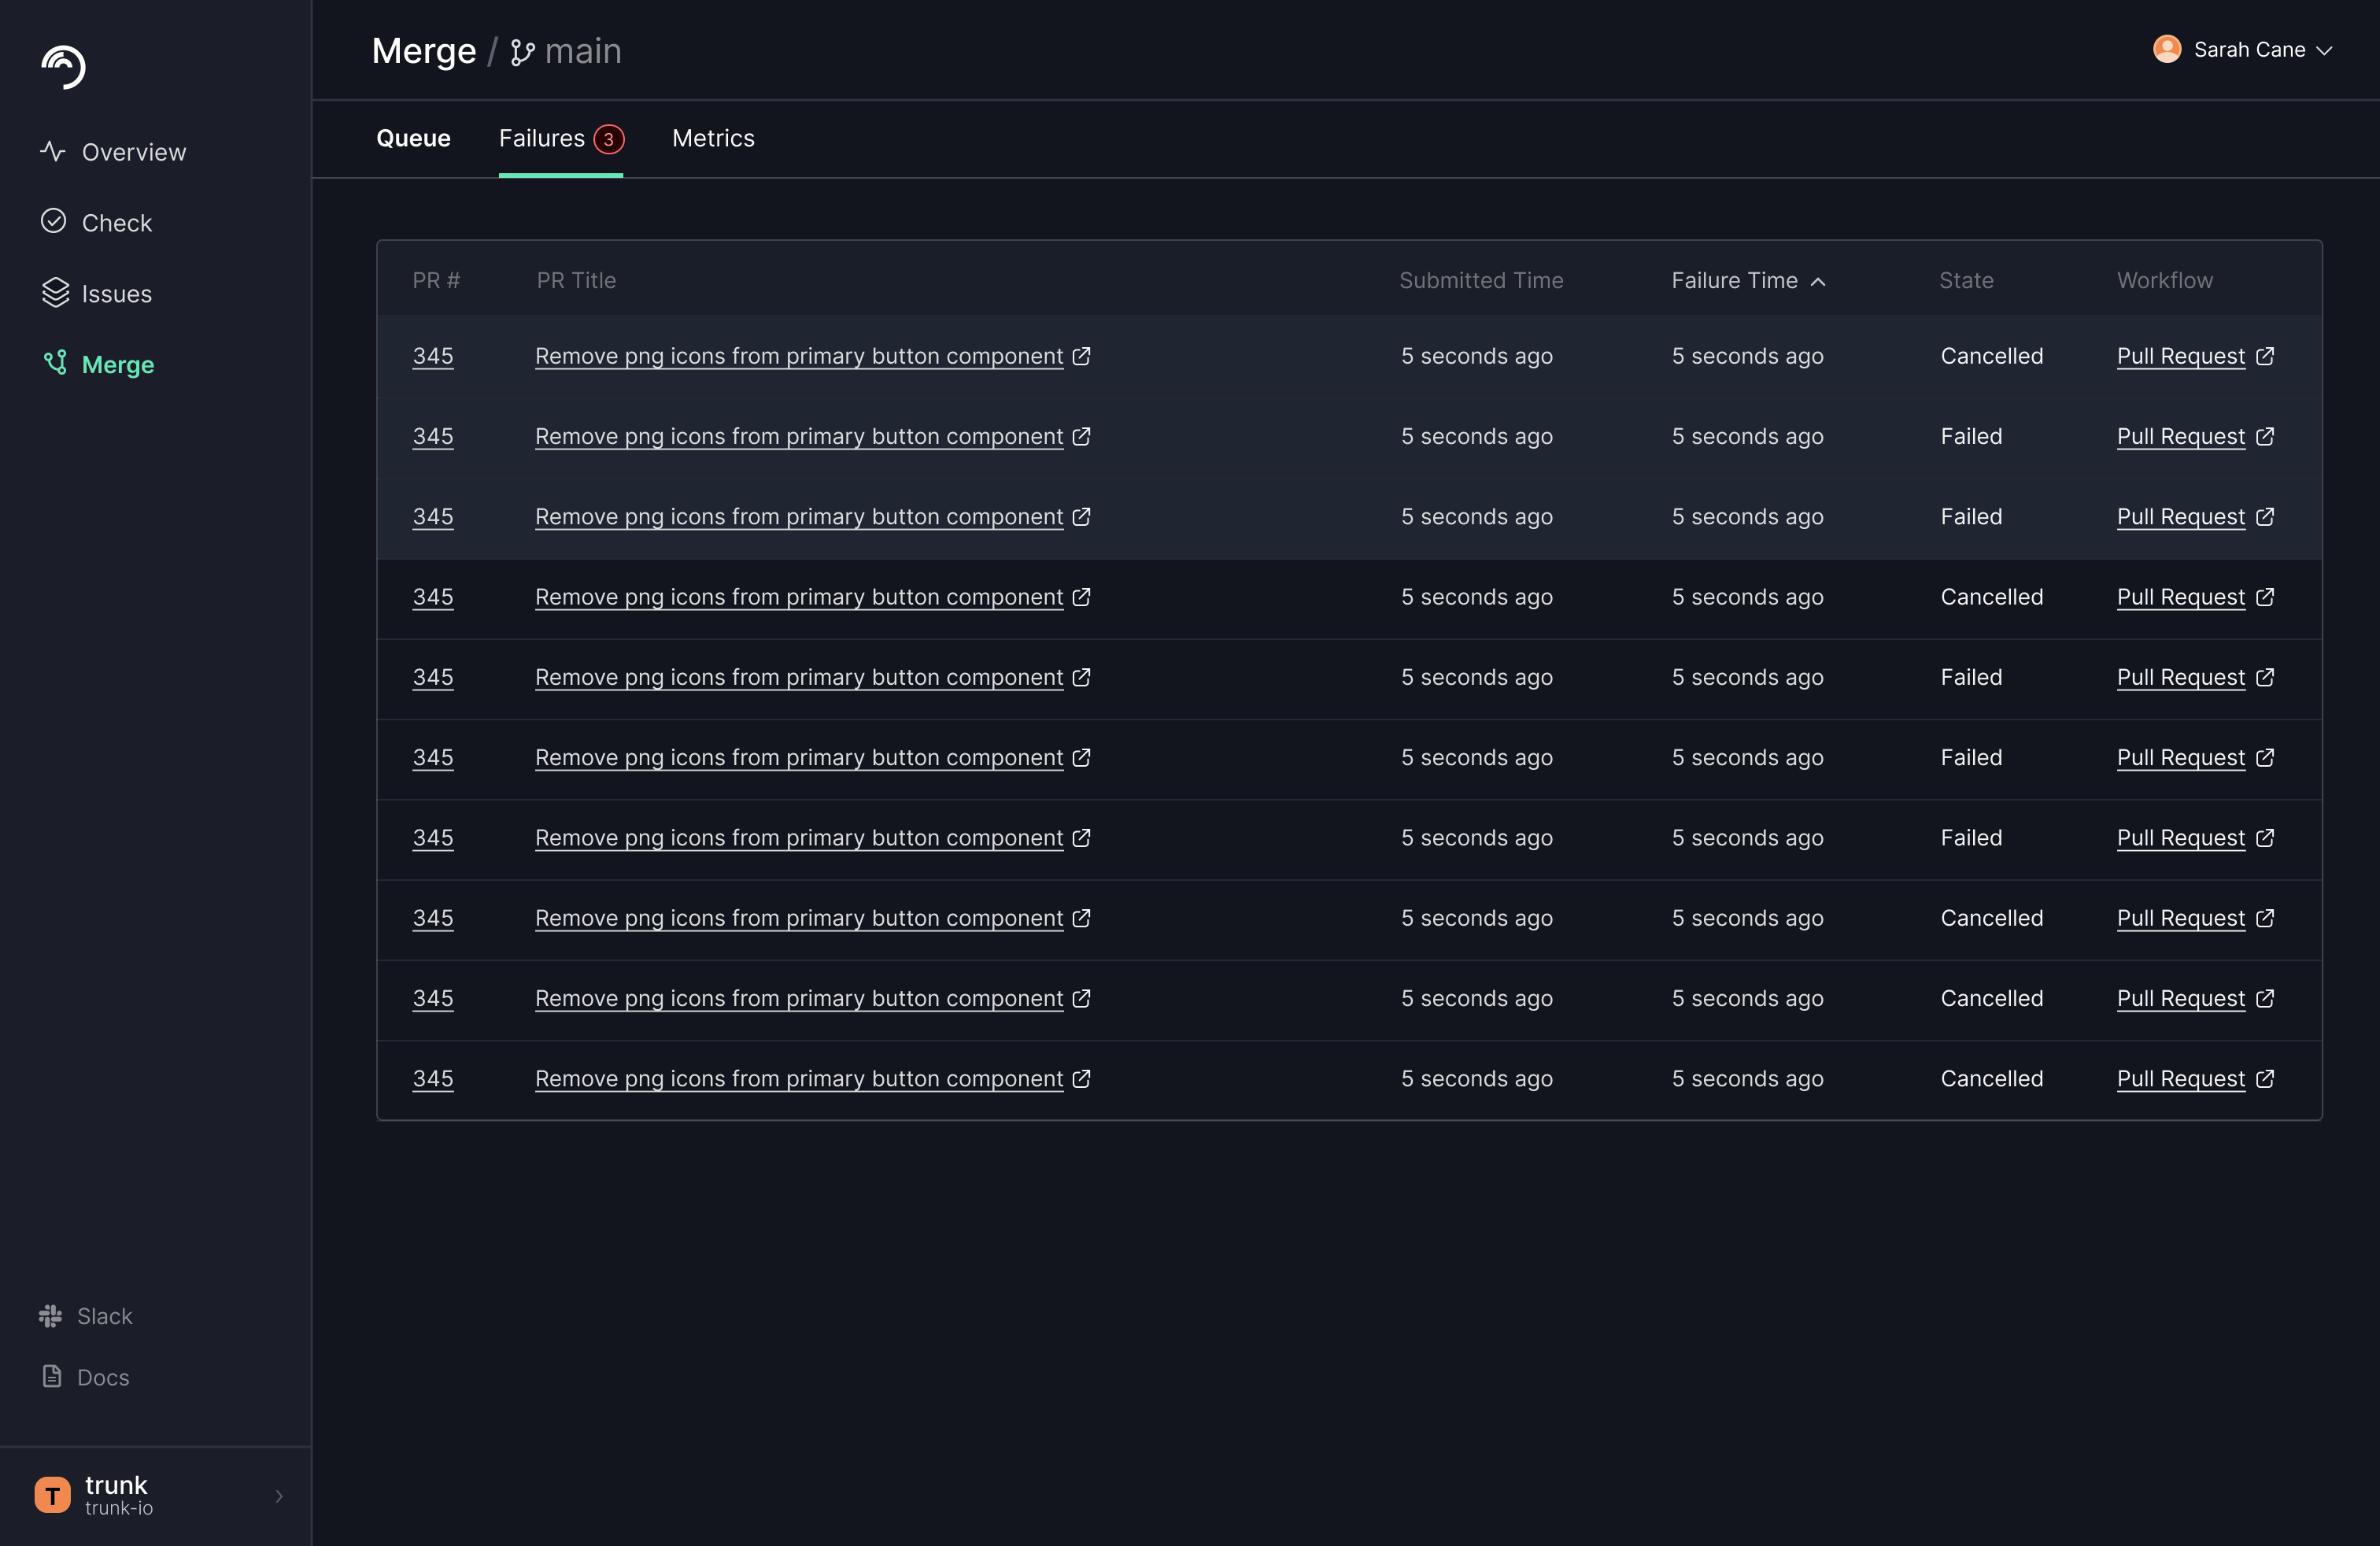 Merge / main
Sarah Cane
Overview
Check
Issues
Merge
Queue Failures 3 Metrics
PR # PR Title Submitted Time Failure Time State Workflow
345 Remove png icons from primary button component 5 seconds ago 5 seconds ago Cancelled Pull Request
345 Remove png icons from primary button component 5 seconds ago 5 seconds ago Failed Pull Request
345 Remove png icons from primary button component 5 seconds ago 5 seconds ago Failed Pull Request
345 Remove png icons from primary button component 5 seconds ago 5 seconds ago Cancelled Pull Request
345 Remove png icons from primary button component 5 seconds ago 5 seconds ago Failed Pull Request
345 Remove png icons from primary button component 5 seconds ago 5 seconds ago Failed Pull Request
345 Remove png icons from primary button component 5 seconds ago 5 seconds ago Failed Pull Request
345 Remove png icons from primary button component 5 seconds ago 5 seconds ago Cancelled Pull Request
345 Remove png icons from primary button component 5 seconds ago 5 seconds ago Cancelled Pull Request
345 Remove png icons from primary button component 5 seconds ago 5 seconds ago Cancelled Pull Request
Slack
Docs
T
trunk
trunk-io